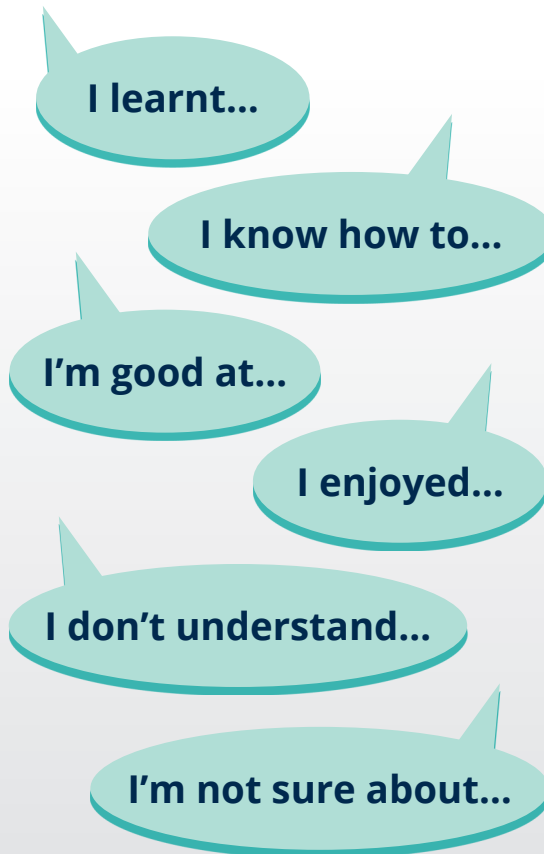 I learnt...
I know how to...
I’m good at...
I enjoyed...
I don’t understand...
I’m not sure about...